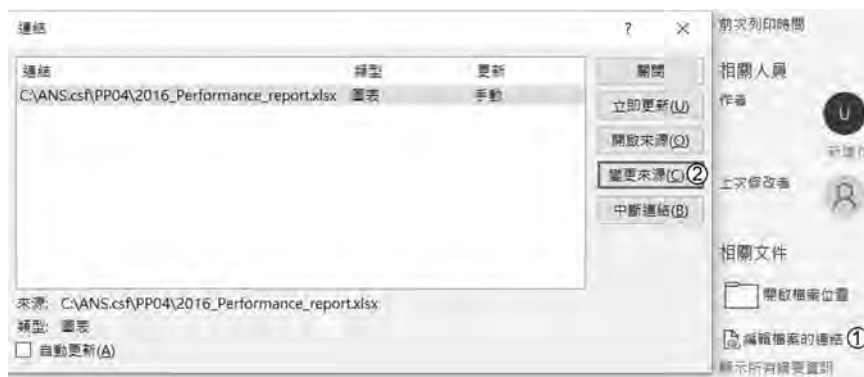 連結 ? ×
連結 類型 更新
C:\ANS.csf\PP04\2016_Performance_report.xlsx 圖表 手動
關閉
立即更新(U)
開啟來源(O)
變更來源(C) ②
中斷連結(B)
來源: C:\ANS.csf\PP04\2016_Performance_report.xlsx
類型: 圖表
自動更新(A)
前次列印時間
相關人員
作者
U
上次修改者
相關文件
開啟檔案位置
編輯檔案的連結 ①
顯示所有摘要資訊